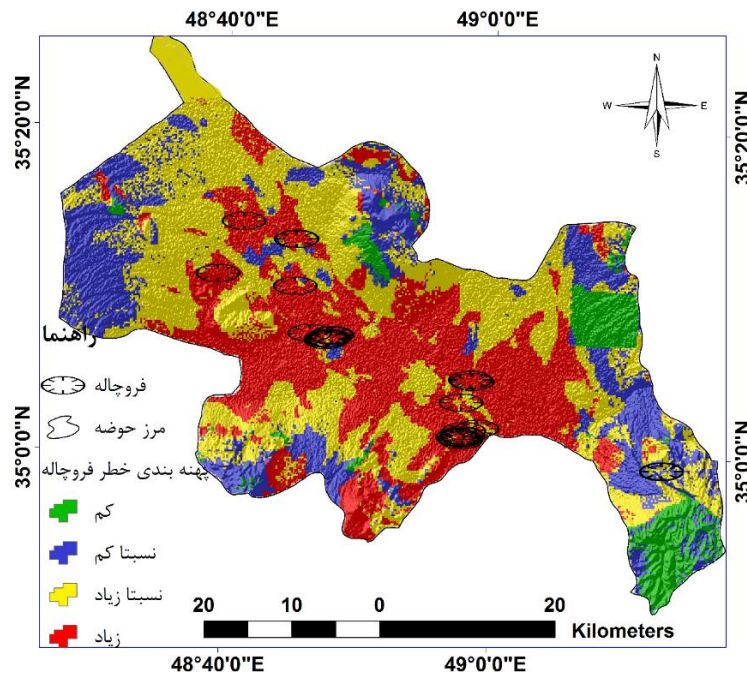 48°40'0"E 49°0'0"E
N
W E
S
35°20'0"N 35°20'0"N
راهنما
فروچاله
مرز حوضه
35°0'0"N 35°0'0"N
پهنه بندی خطر فروچاله
کم
نسبتا کم
نسبتا زیاد
زیاد
20 10 0 20
Kilometers
48°40'0"E 49°0'0"E